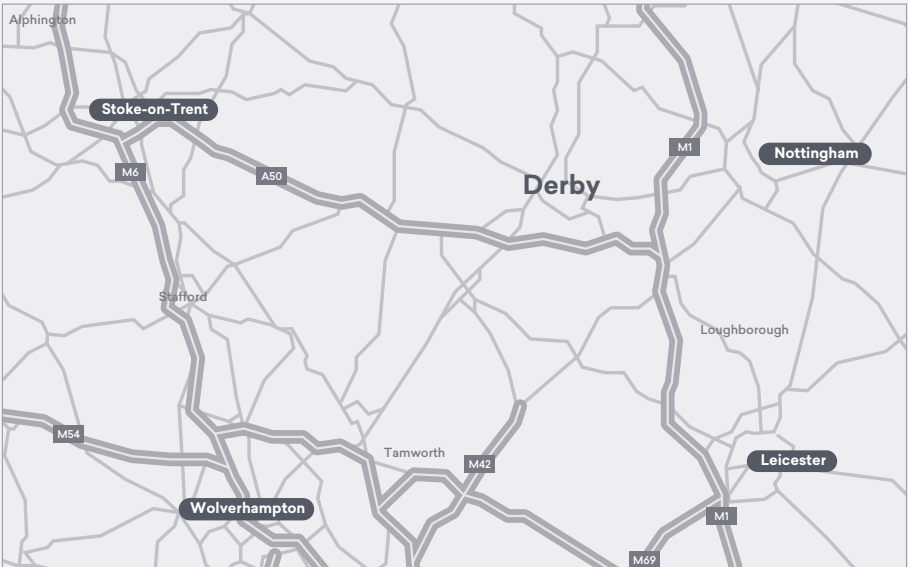 Alphington
Stoke-on-Trent
M1
Nottingham
M6
A50
Derby
Stafford
Loughborough
M54
Tamworth
M42
Leicester
Wolverhampton
M1
M69